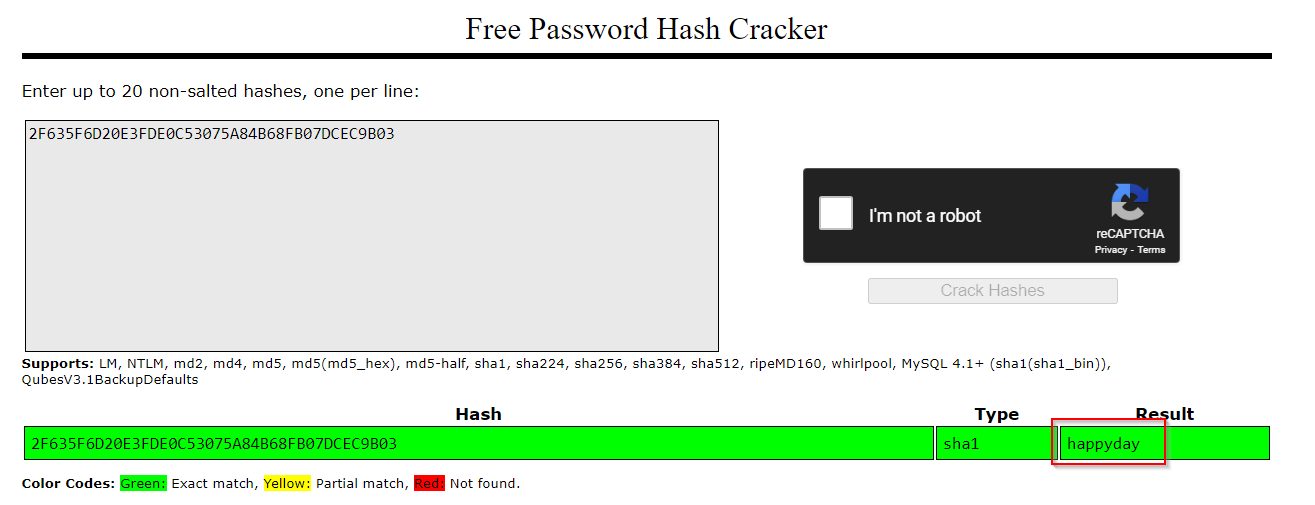 Free Password Hash Cracker
Enter up to 20 non-salted hashes, one per line:
2F635F6D20E3FDE0C53075A84B68FB07DCEC9B03
I'm not a robot
reCAPTCHA
Privacy - Terms
Crack Hashes
Supports: LM, NTLM, md2, md4, md5, md5(md5_hex), md5-half, sha1, sha224, sha256, sha384, sha512, ripeMD160, whirlpool, MySQL 4.1+ (sha1(sha1_bin)),
QubesV3.1BackupDefaults
Hash Type Result
2F635F6D20E3FDE0C53075A84B68FB07DCEC9B03 sha1 happyday
Color Codes: Green: Exact match, Yellow: Partial match, Red: Not found.